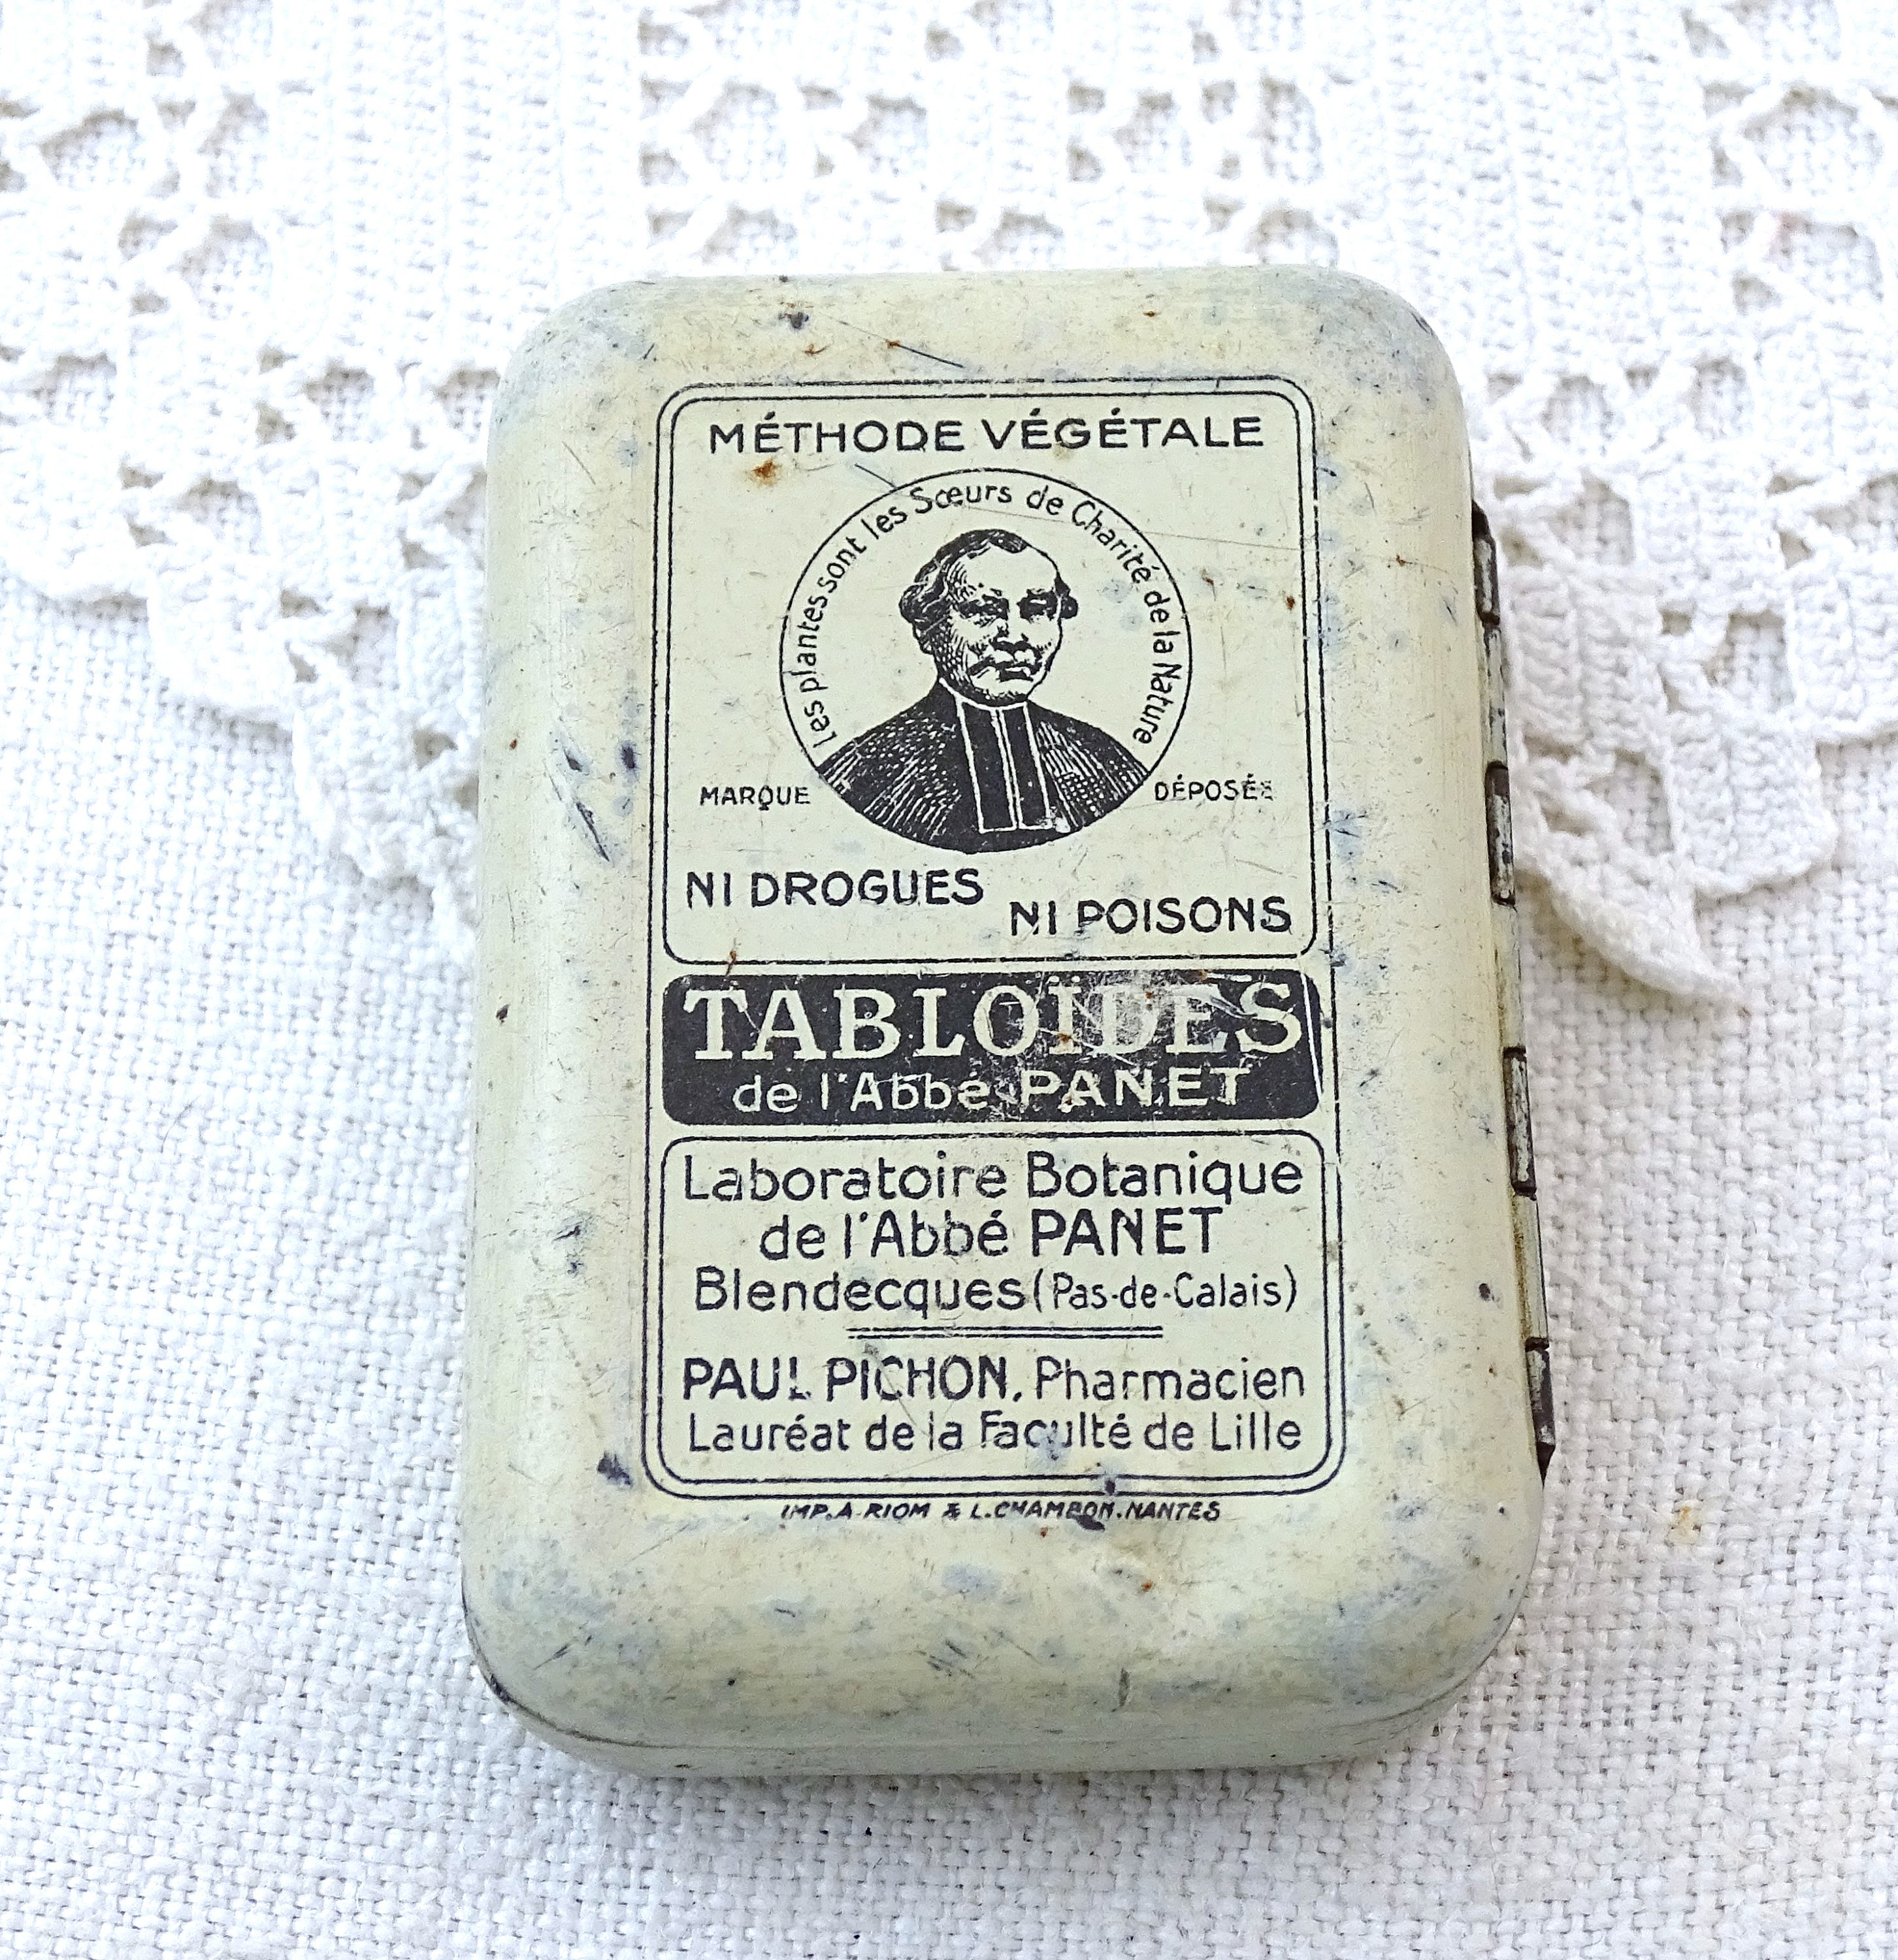 MÉTHODE VÉGÉTALE
Les plantes sont les Sœurs de Charité de la Nature
MARQUE DÉPOSÉE
NI DROGUES
NI POISONS
TABLOÏDES
de l'Abbé PANET
Laboratoire Botanique
de l'Abbé PANET
Blendecques (Pas-de-Calais)
PAUL PICHON, Pharmacien
Lauréat de la Faculté de Lille
IMP. A. RIOM & L. CHAMBON. NANTES